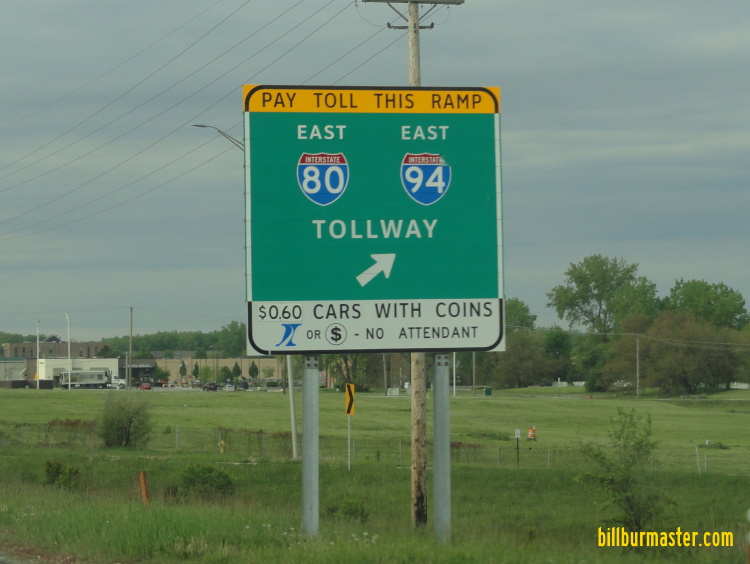 PAY TOLL THIS RAMP
EAST EAST
INTERSTATE INTERSTATE
80 94
TOLLWAY
$0.60 CARS WITH COINS
OR $ - NO ATTENDANT
billburmaster.com